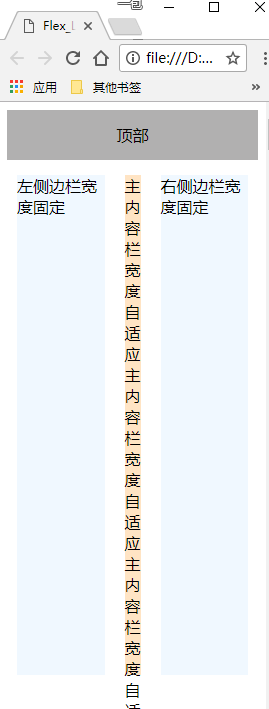 Flex_
file:///D:...
应用
其他书签
»
顶部
左侧边栏宽
度固定
主
内
容
栏
宽
度
自
适
应
主
内
容
栏
宽
度
自
适
应
主
内
容
栏
宽
度
自
适
右侧边栏宽
度固定